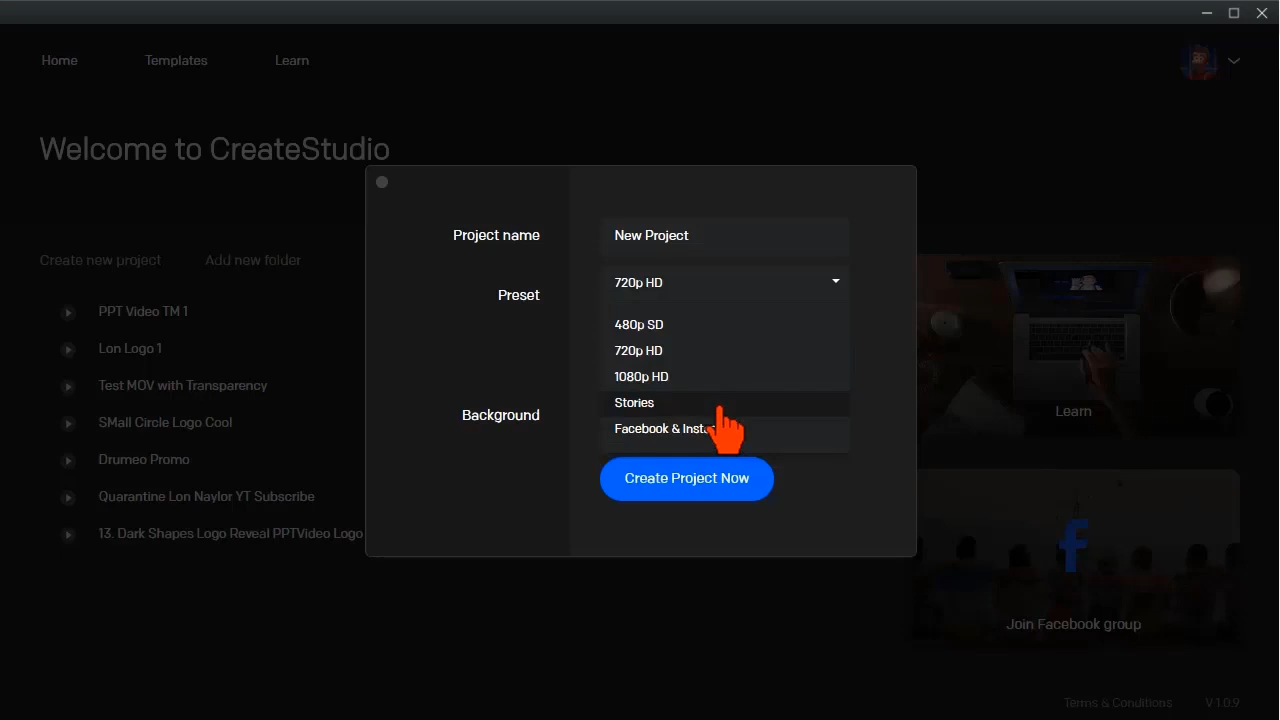 Home
Templates
Learn
Welcome to CreateStudio
Create new project
Add new folder
PPT Video TM 1
Lon Logo 1
Test MOV with Transparency
SMall Circle Logo Cool
Drumeo Promo
Quarantine Lon Naylor YT Subscribe
13. Dark Shapes Logo Reveal PPTVideo Logo
Project name
New Project
Preset
720p HD
480p SD
720p HD
1080p HD
Stories
Facebook &
Background
Create Project Now
Learn
Join Facebook group
Terms & Conditions
V 1.0.9